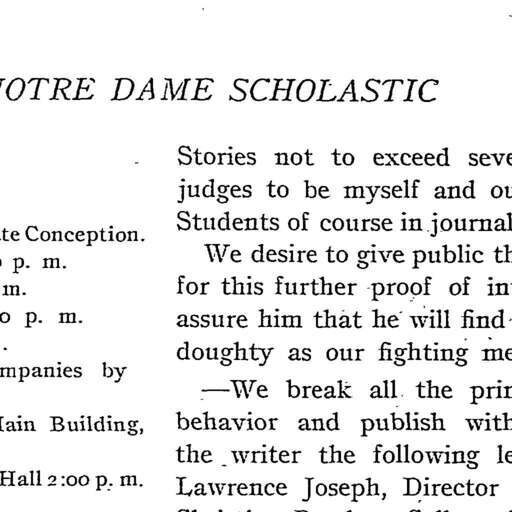 NOTRE DAME SCHOLASTIC
te Conception.
p. m.
m.
o p. m.
mpanies by
ain Building,
Hall 2:00 p. m.
Stories not to exceed seve
judges to be myself and ou
Students of course in journal
We desire to give public th
for this further proof of in
assure him that he will find
doughty as our fighting me
—We break all the prin
behavior and publish with
the writer the following le
Lawrence Joseph, Director